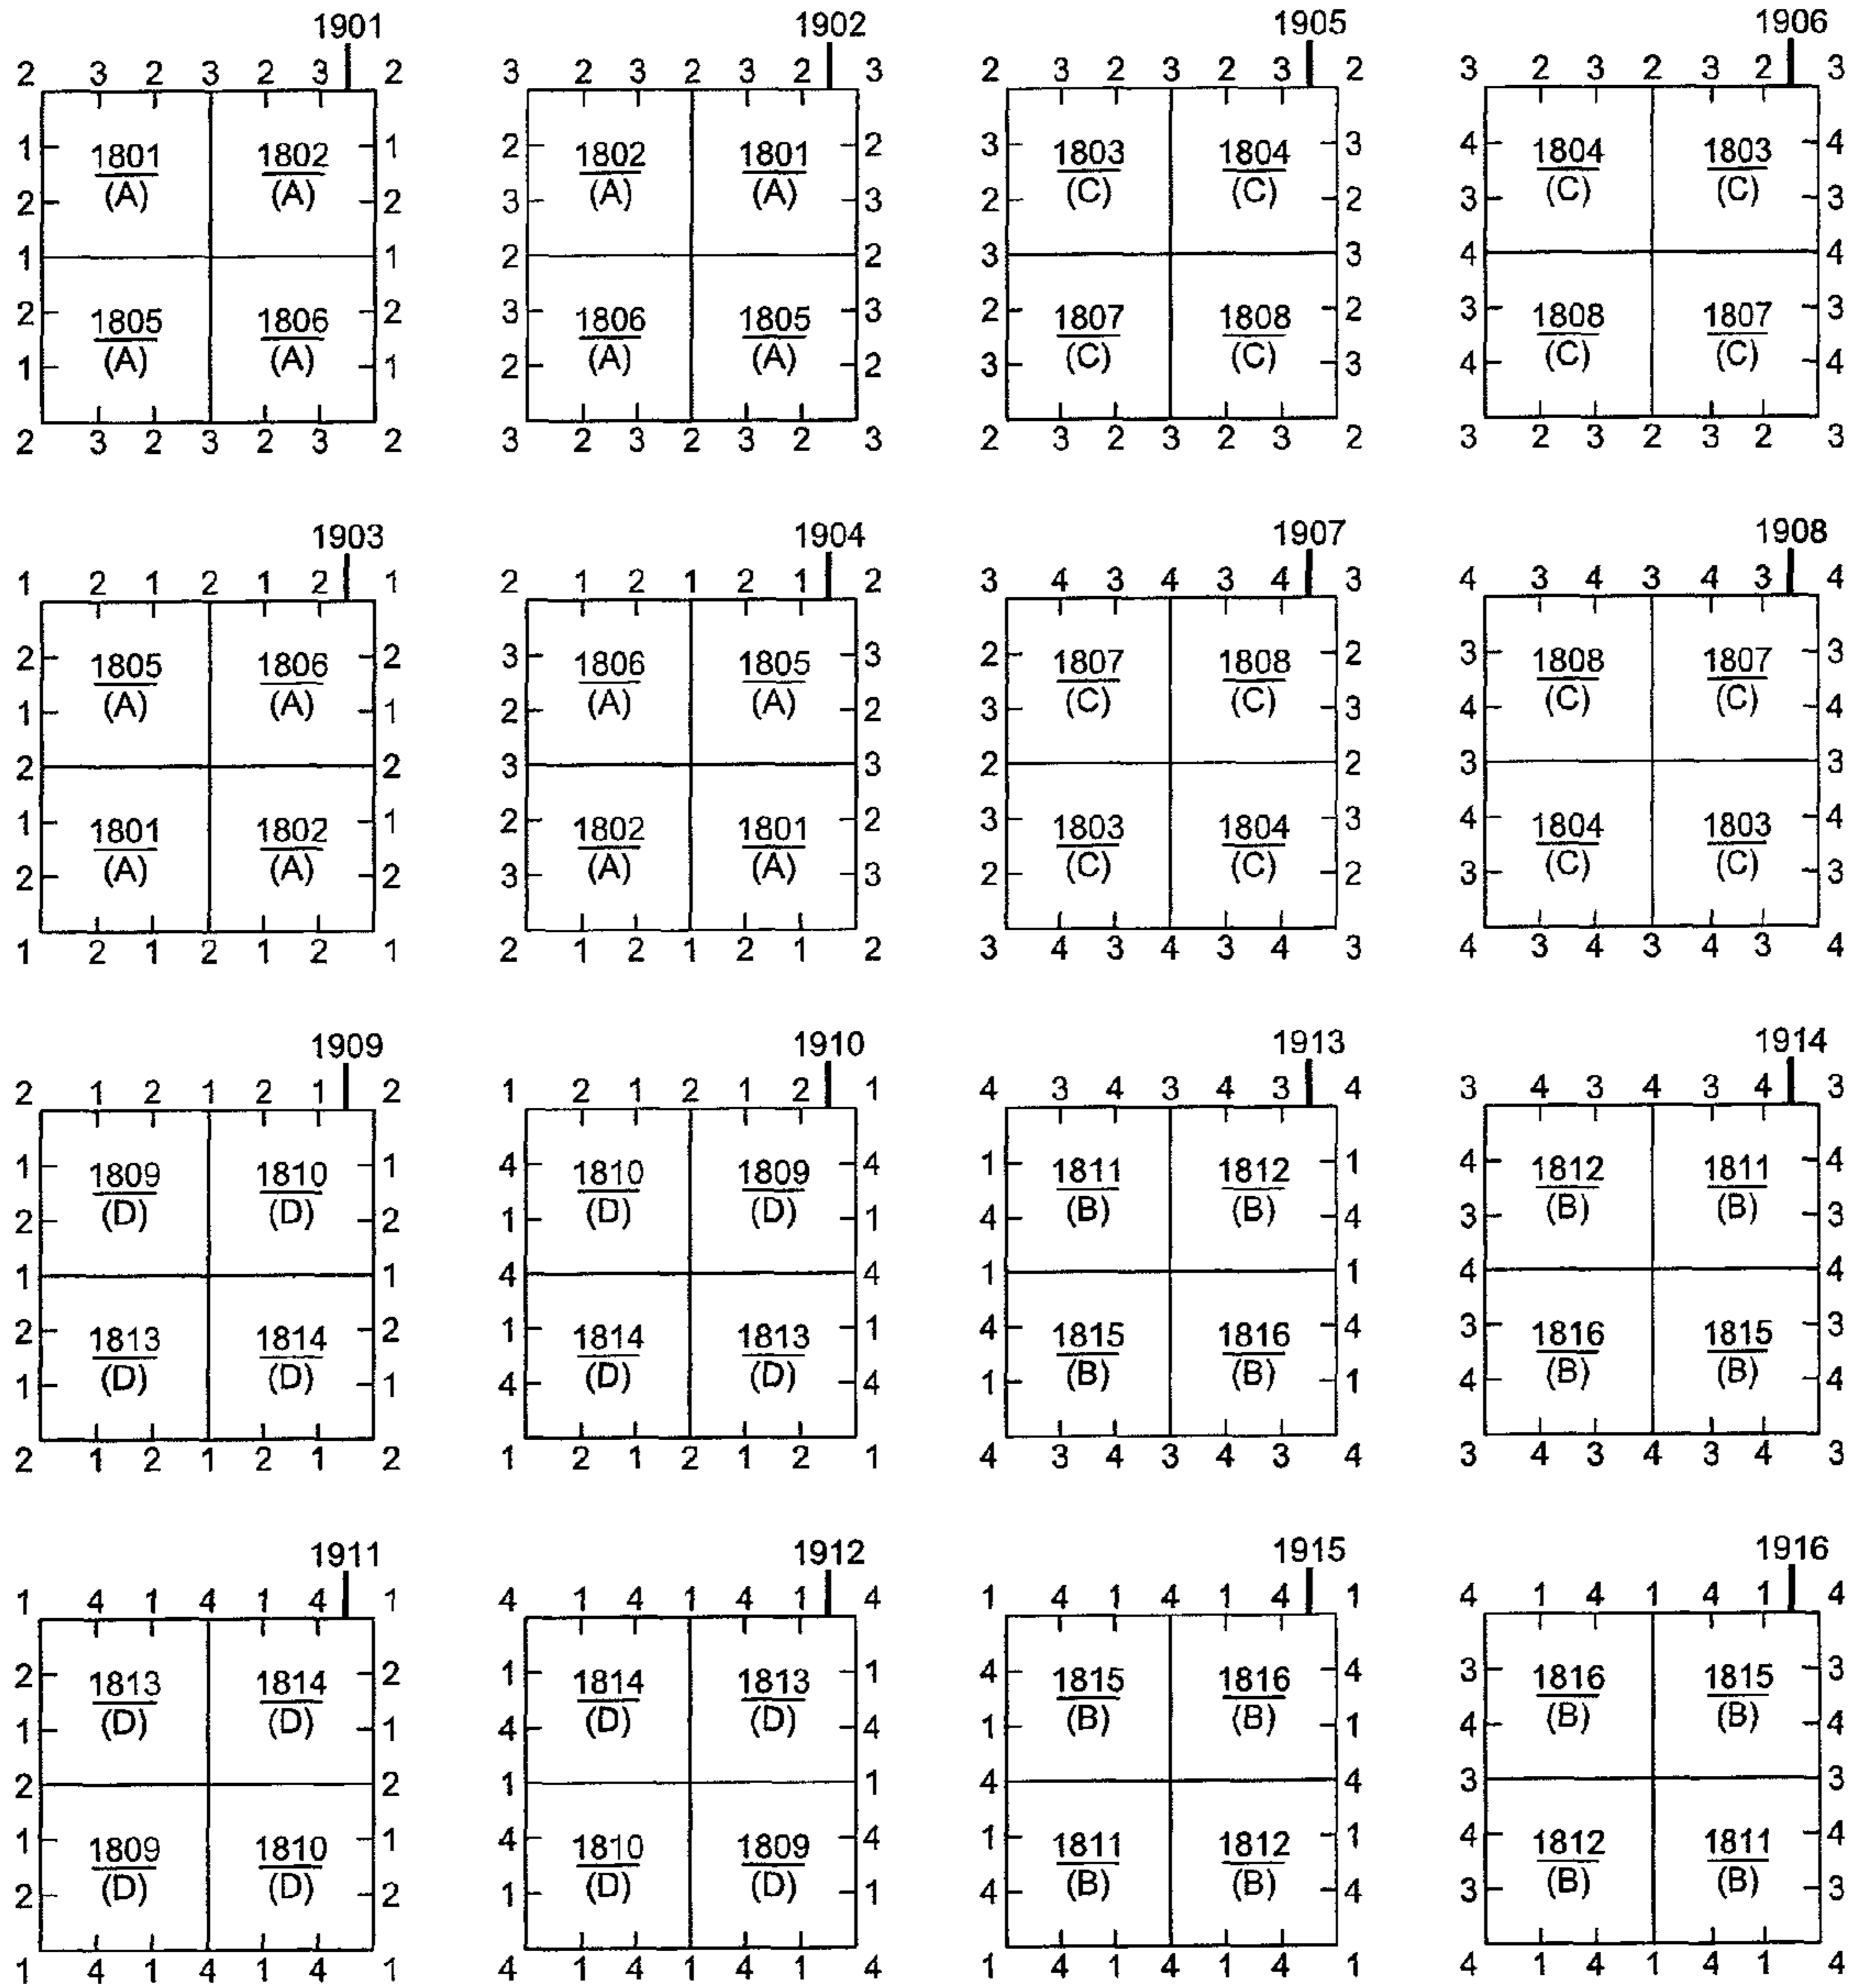 1901 1902 1905 1906
2 3 2 3 2 3 2 3 2 3 2 3 2 3 2 3 2 3 2 3 2 3 2 3 2 3 2 3
1 1801 1802 1 2 1802 1801 2 3 1803 1804 3 4 1804 1803 4
2 (A) (A) 2 3 (A) (A) 3 2 (C) (C) 2 3 (C) (C) 3
1 1 2 2 3 3 4 4
2 1805 1806 2 3 1806 1805 3 2 1807 1808 2 3 1808 1807 3
1 (A) (A) 1 2 (A) (A) 2 3 (C) (C) 3 4 (C) (C) 4
2 3 2 3 2 3 2 3 2 3 2 3 2 3 2 3 2 3 2 3 2 3 2 3 2 3 2 3
1903 1904 1907 1908
1 2 1 2 1 2 1 2 1 2 1 2 1 2 3 4 3 4 3 4 3 4 3 4 3 4 3 4
2 1805 1806 2 3 1806 1805 3 2 1807 1808 2 3 1808 1807 3
1 (A) (A) 1 2 (A) (A) 2 3 (C) (C) 3 4 (C) (C) 4
2 2 3 3 2 2 3 3
1 1801 1802 1 2 1802 1801 2 3 1803 1804 3 4 1804 1803 4
2 (A) (A) 2 3 (A) (A) 3 2 (C) (C) 2 3 (C) (C) 3
1 2 1 2 1 2 1 2 1 2 1 2 1 2 3 4 3 4 3 4 3 4 3 4 3 4 3 4
1909 1910 1913 1914
2 1 2 1 2 1 2 1 2 1 2 1 2 1 4 3 4 3 4 3 4 3 4 3 4 3 4 3
1 1809 1810 1 4 1810 1809 4 1 1811 1812 1 4 1812 1811 4
2 (D) (D) 2 1 (D) (D) 1 4 (B) (B) 4 3 (B) (B) 3
1 1 4 4 1 1 4 4
2 1813 1814 2 1 1814 1813 1 4 1815 1816 4 3 1816 1815 3
1 (D) (D) 1 4 (D) (D) 4 1 (B) (B) 1 4 (B) (B) 4
2 1 2 1 2 1 2 1 2 1 2 1 2 1 4 3 4 3 4 3 4 3 4 3 4 3 4 3
1911 1912 1915 1916
1 4 1 4 1 4 1 4 1 4 1 4 1 4 1 4 1 4 1 4 1 4 1 4 1 4 1 4
2 1813 1814 2 1 1814 1813 1 4 1815 1816 4 3 1816 1815 3
1 (D) (D) 1 4 (D) (D) 4 1 (B) (B) 1 4 (B) (B) 4
2 2 1 1 4 4 3 3
1 1809 1810 1 4 1810 1809 4 1 1811 1812 1 4 1812 1811 4
2 (D) (D) 2 1 (D) (D) 1 4 (B) (B) 4 3 (B) (B) 3
1 4 1 4 1 4 1 4 1 4 1 4 1 4 1 4 1 4 1 4 1 4 1 4 1 4 1 4